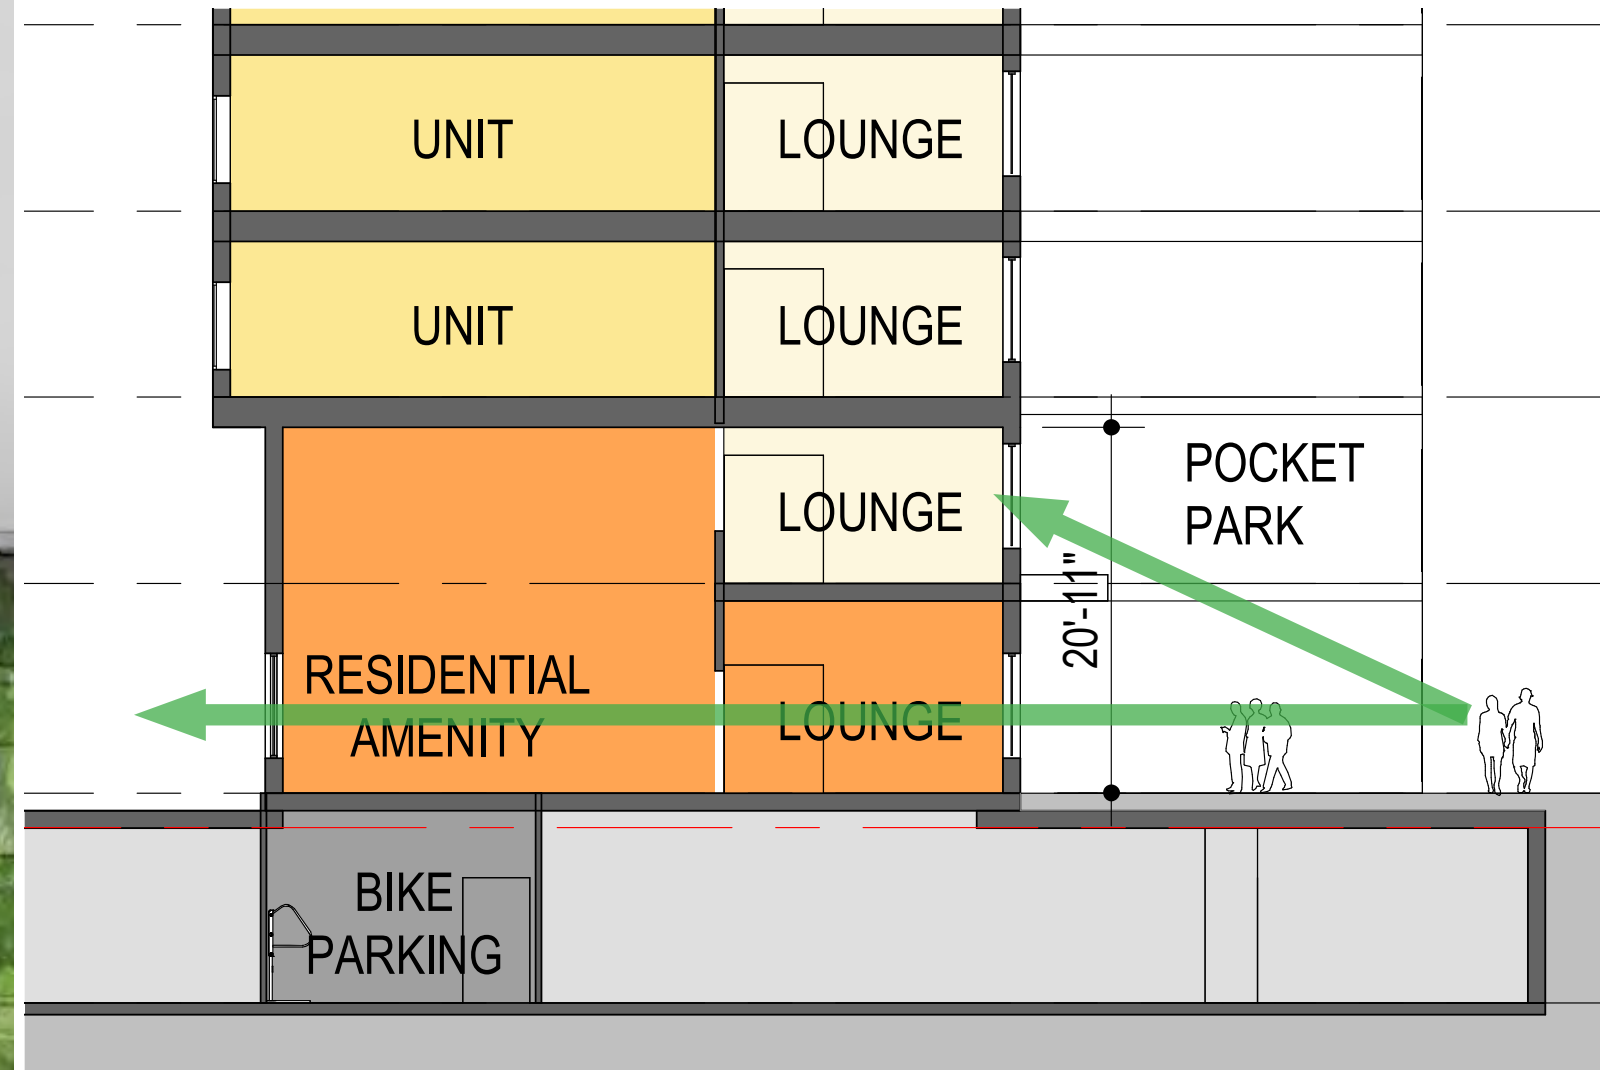 UNIT
LOUNGE
UNIT
LOUNGE
LOUNGE
POCKET
PARK
20'-11"
RESIDENTIAL
AMENITY
LOUNGE
BIKE
PARKING